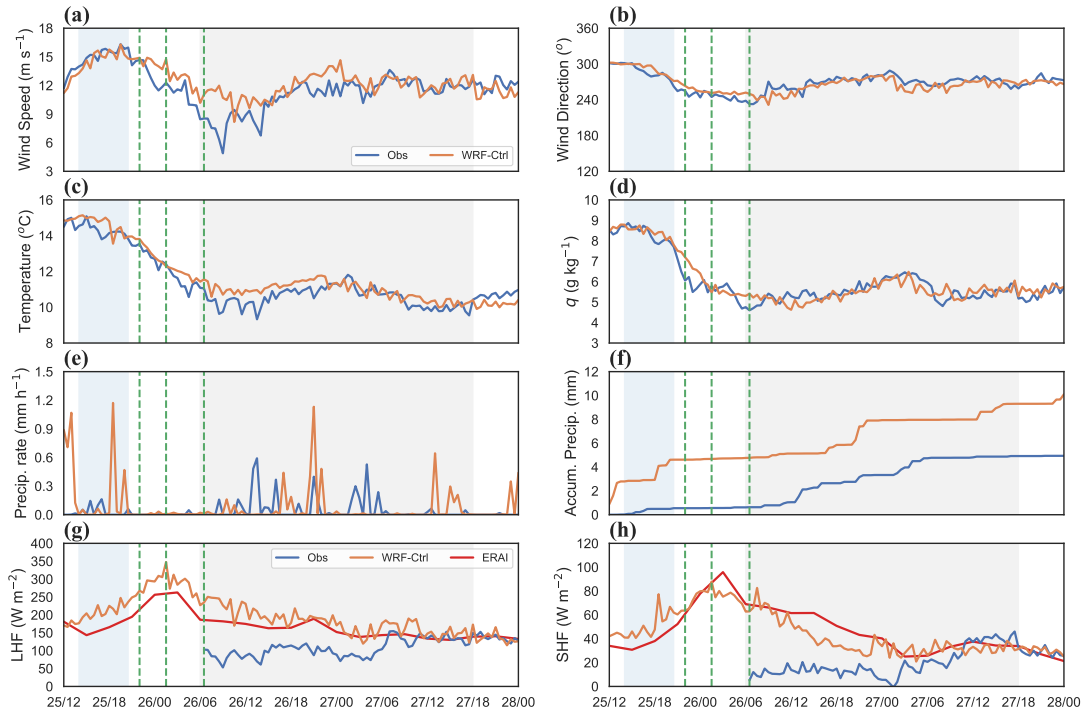 (a)
(b)
18
15
12
9
6
3
Wind Speed (m s⁻¹)
Obs
WRF-Ctrl
360
300
240
180
120
Wind Direction (°)
(c)
(d)
16
14
12
10
8
Temperature (°C)
10
9
8
7
6
5
4
3
q (g kg⁻¹)
(e)
(f)
1.5
1.2
0.9
0.6
0.3
0.0
Precip. rate (mm h⁻¹)
12
10
8
6
4
2
0
Accum. Precip. (mm)
(g)
(h)
400
350
300
250
200
150
100
50
0
LHF (W m⁻²)
Obs
WRF-Ctrl
ERAI
120
100
80
60
40
20
0
SHF (W m⁻²)
25/12 25/18 26/00 26/06 26/12 26/18 27/00 27/06 27/12 27/18 28/00
25/12 25/18 26/00 26/06 26/12 26/18 27/00 27/06 27/12 27/18 28/00